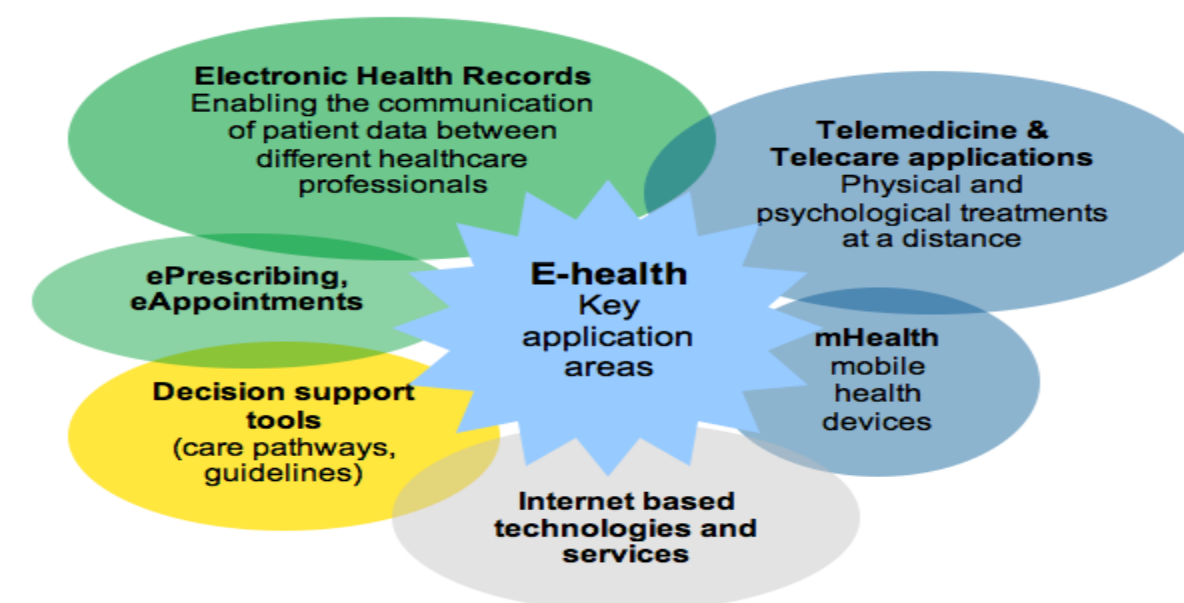 Electronic Health Records
Enabling the communication
of patient data between
different healthcare
professionals
Telemedicine &
Telecare applications
Physical and
psychological treatments
at a distance
ePrescribing,
eAppointments
E-health
Key
application
areas
mHealth
mobile
health
devices
Decision support
tools
(care pathways,
guidelines)
Internet based
technologies and
services